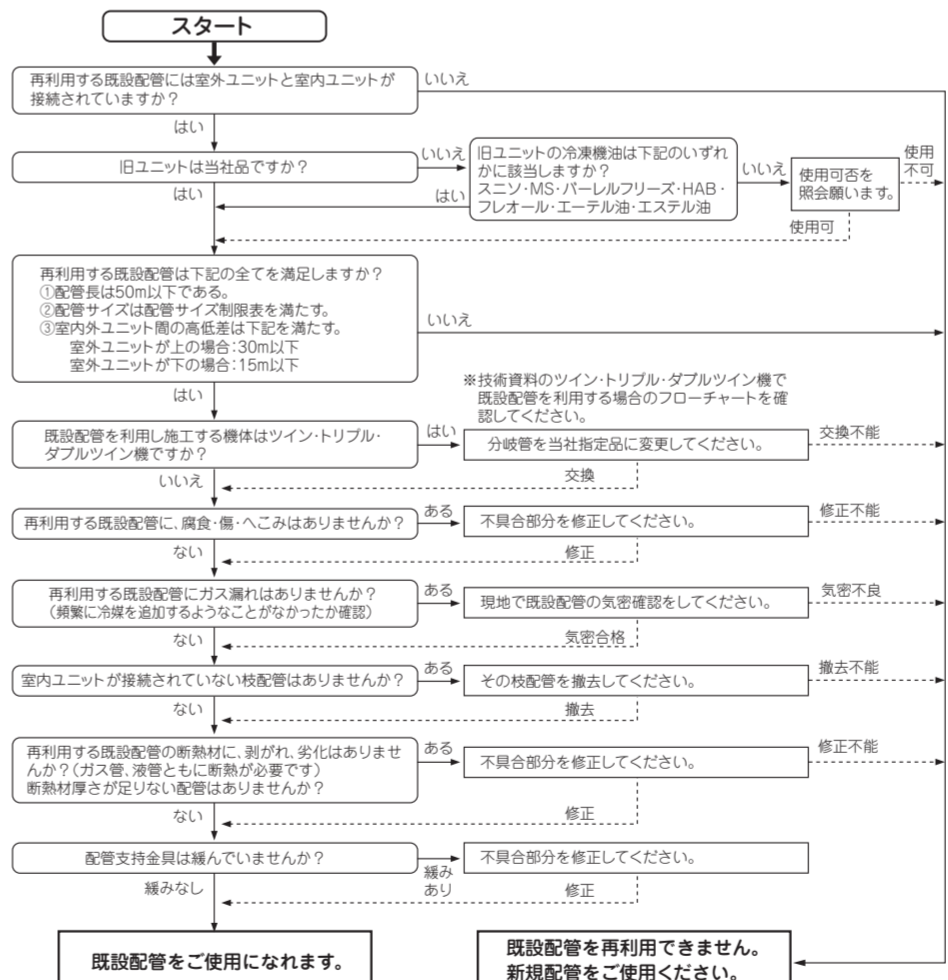 スタート
再利用する既設配管には室外ユニットと室内ユニットが
接続されていますか？
いいえ
はい
旧ユニットは当社品ですか？
いいえ
はい
旧ユニットの冷凍機油は下記のいずれ
かに該当しますか？
スニソ・MS・バーレルフリーズ・HAB・
フレオール・エーテル油・エステル油
はい
いいえ
使用可否を
照会願います。
使用
不可
使用可
再利用する既設配管は下記の全てを満足しますか？
①配管長は50m以下である。
②配管サイズは配管サイズ制限表を満たす。
③室内外ユニット間の高低差は下記を満たす。
室外ユニットが上の場合：30m以下
室外ユニットが下の場合：15m以下
いいえ
はい
※技術資料のツイン・トリプル・ダブルツイン機で
既設配管を利用する場合のフローチャートを確
認してください。
既設配管を利用し施工する機体はツイン・トリプル・
ダブルツイン機ですか？
はい
分岐管を当社指定品に変更してください。
交換不能
交換
いいえ
再利用する既設配管に、腐食・傷・へこみはありませんか？
ある
不具合部分を修正してください。
修正不能
修正
ない
再利用する既設配管にガス漏れはありませんか？
（頻繁に冷媒を追加するようなことがなかったか確認）
ある
現地で既設配管の気密確認をしてください。
気密不良
気密合格
ない
室内ユニットが接続されていない枝配管はありませんか？
ある
その枝配管を撤去してください。
撤去不能
撤去
ない
再利用する既設配管の断熱材に、剥がれ、劣化はありませ
んか？（ガス管、液管ともに断熱が必要です）
断熱材厚さが足りない配管はありませんか？
ある
不具合部分を修正してください。
修正不能
修正
ない
配管支持金具は緩んでいませんか？
緩み
あり
不具合部分を修正してください。
修正
緩みなし
既設配管をご使用になれます。
既設配管を再利用できません。
新規配管をご使用ください。